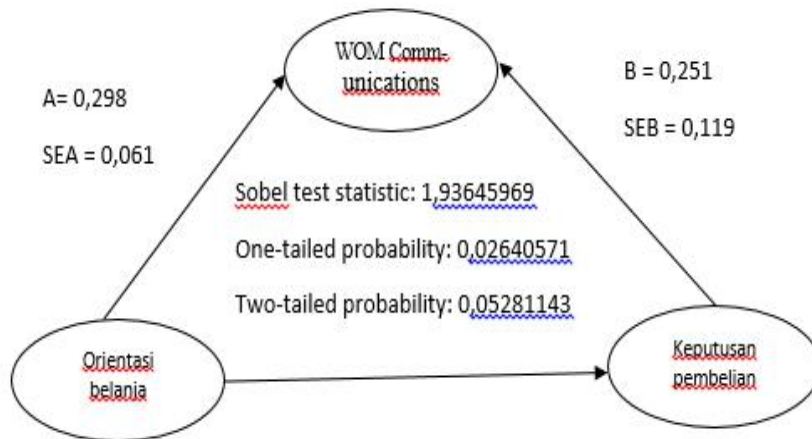 WOM Comm-
unications
A= 0,298
SEA = 0,061
B = 0,251
SEB = 0,119
Sobel test statistic: 1,93645969
One-tailed probability: 0,02640571
Two-tailed probability: 0,05281143
Orientasi
belania
Keputusan
pembelian